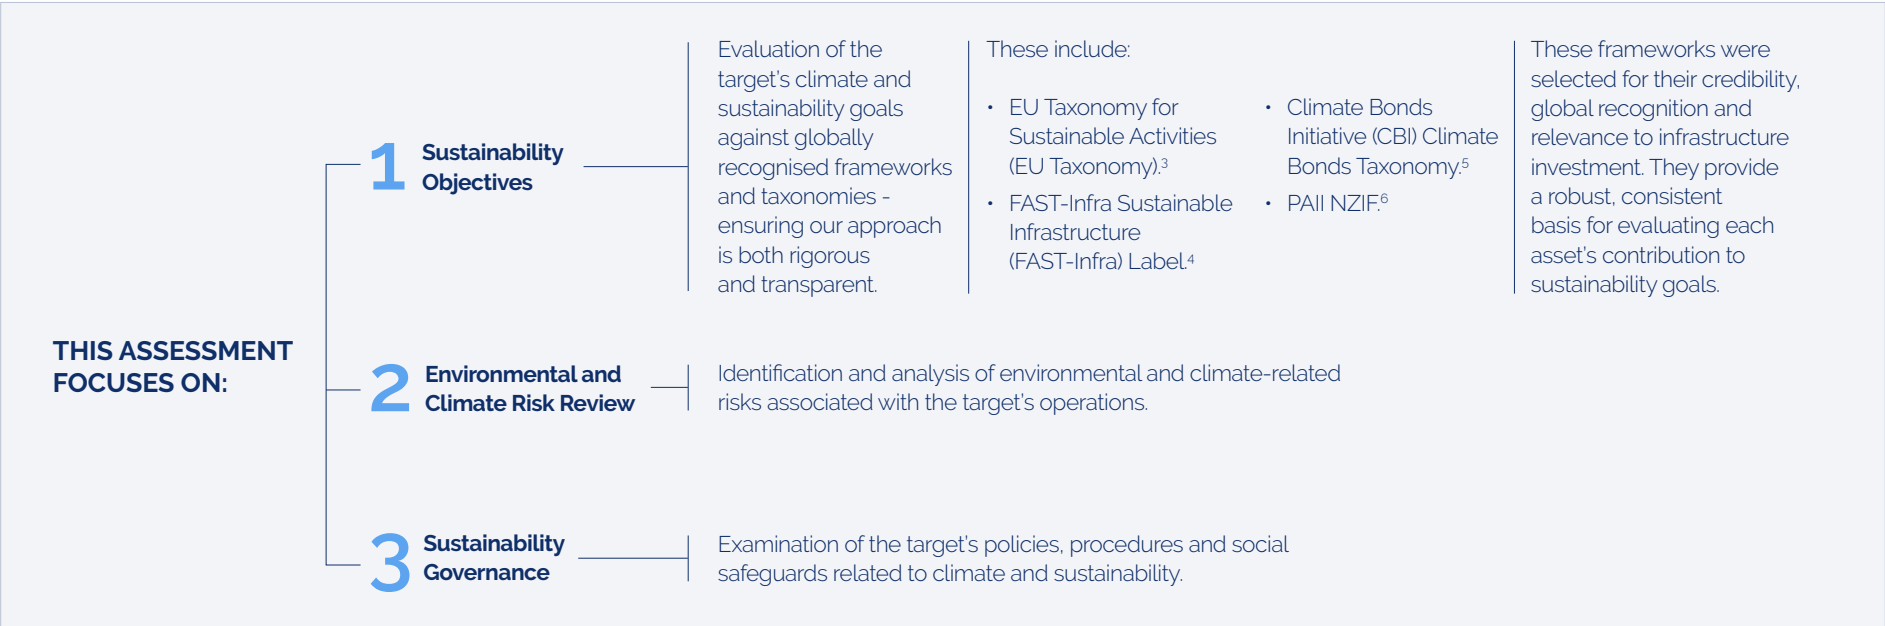 THIS ASSESSMENT
FOCUSES ON:
1
Sustainability
Objectives
Evaluation of the
target's climate and
sustainability goals
against globally
recognised frameworks
and taxonomies -
ensuring our approach
is both rigorous
and transparent.
These include:
• EU Taxonomy for
Sustainable Activities
(EU Taxonomy).3
• FAST-Infra Sustainable
Infrastructure
(FAST-Infra) Label.4
• Climate Bonds
Initiative (CBI) Climate
Bonds Taxonomy.5
• PAII NZIF.6
These frameworks were
selected for their credibility,
global recognition and
relevance to infrastructure
investment. They provide
a robust, consistent
basis for evaluating each
asset's contribution to
sustainability goals.
2
Environmental and
Climate Risk Review
Identification and analysis of environmental and climate-related
risks associated with the target's operations.
3
Sustainability
Governance
Examination of the target's policies, procedures and social
safeguards related to climate and sustainability.